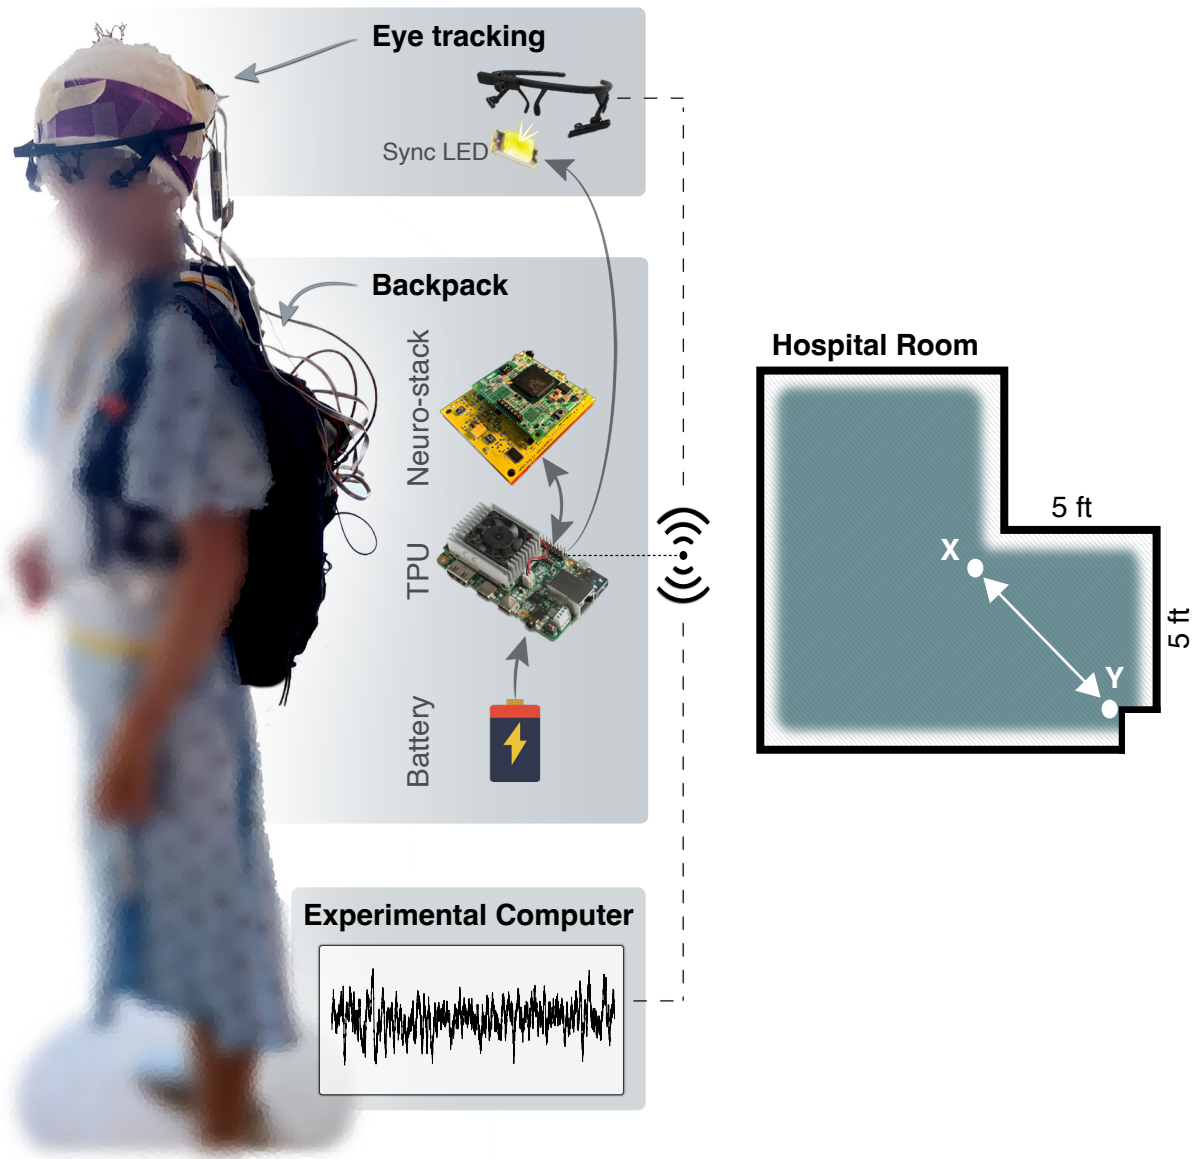 Eye tracking
Sync LED
Backpack
Neuro-stack
TPU
Battery
Experimental Computer
Hospital Room
5 ft
X
5 ft
Y